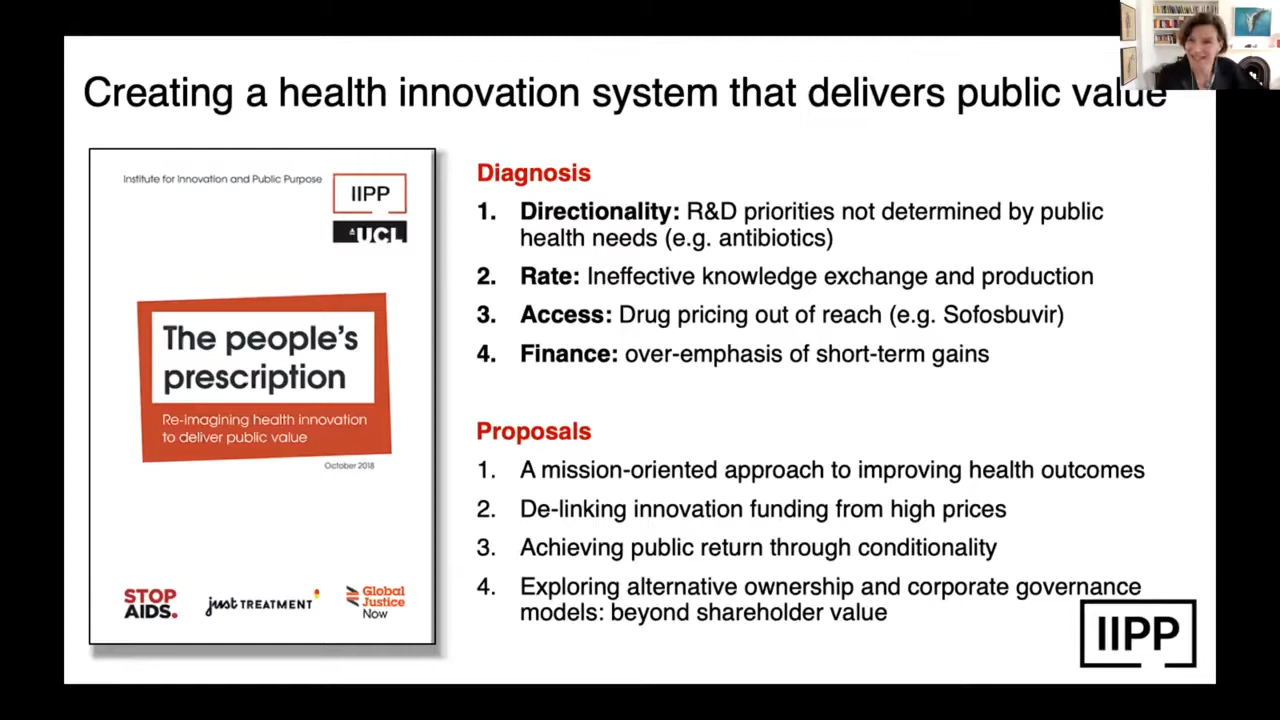 Creating a health innovation system that delivers public value
Institute for Innovation and Public Purpose
IIPP
UCL
The people's
prescription
Re-imagining health innovation
to deliver public value
October 2018
STOP
AIDS.
just TREATMENT
Global
Justice
Now
Diagnosis
1. Directionality: R&D priorities not determined by public
health needs (e.g. antibiotics)
2. Rate: Ineffective knowledge exchange and production
3. Access: Drug pricing out of reach (e.g. Sofosbuvir)
4. Finance: over-emphasis of short-term gains
Proposals
1. A mission-oriented approach to improving health outcomes
2. De-linking innovation funding from high prices
3. Achieving public return through conditionality
4. Exploring alternative ownership and corporate governance
models: beyond shareholder value
IIPP